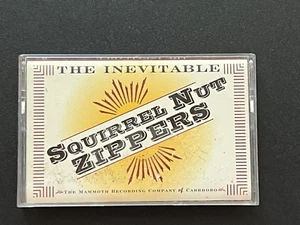 THE INEVITABLE
SQUIRREL NUT
ZIPPERS
THE MAMMOTH RECORDING COMPANY of CARRBORO